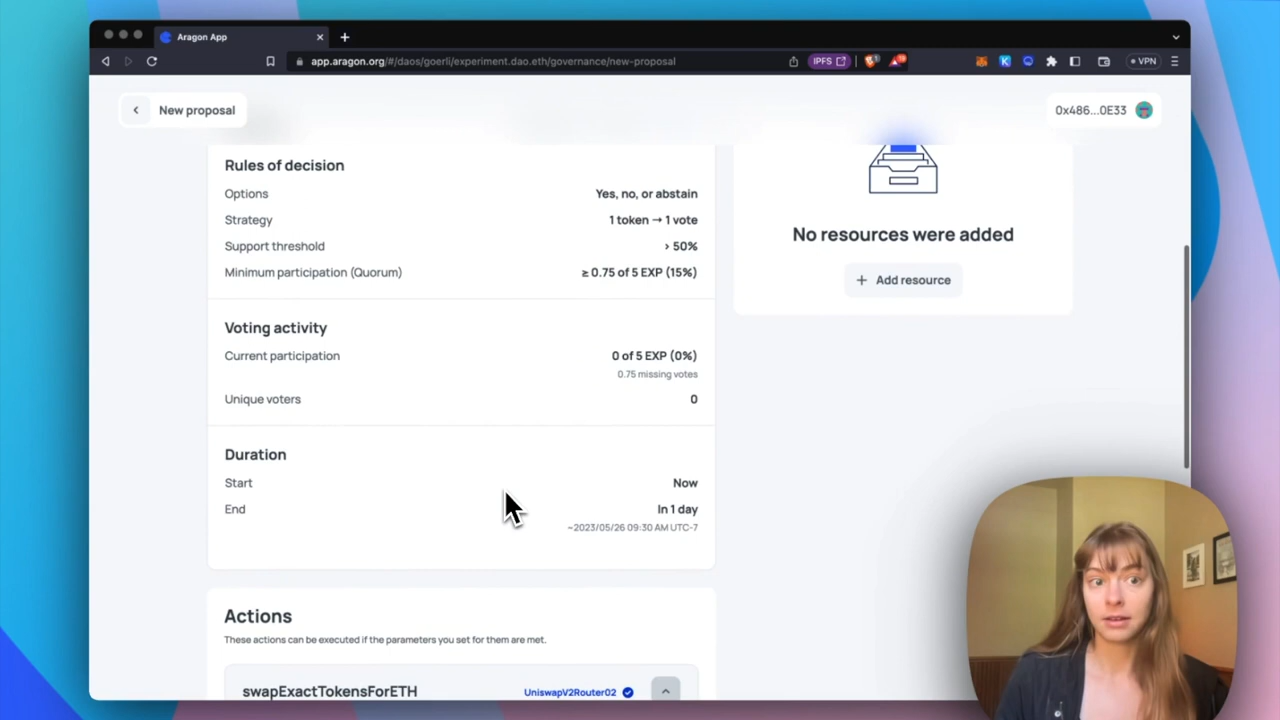 Aragon App
app.aragon.org/#/daos/goerli/experiment.dao.eth/governance/new-proposal
IPFS
VPN
New proposal
0x486...0E33
Rules of decision
Options Yes, no, or abstain
Strategy 1 token → 1 vote
Support threshold > 50%
Minimum participation (Quorum) ≥ 0.75 of 5 EXP (15%)
Voting activity
Current participation 0 of 5 EXP (0%)
0.75 missing votes
Unique voters 0
Duration
Start Now
End In 1 day
~2023/05/26 09:30 AM UTC-7
Actions
These actions can be executed if the parameters you set for them are met.
swapExactTokensForETH UniswapV2Router02
No resources were added
+ Add resource